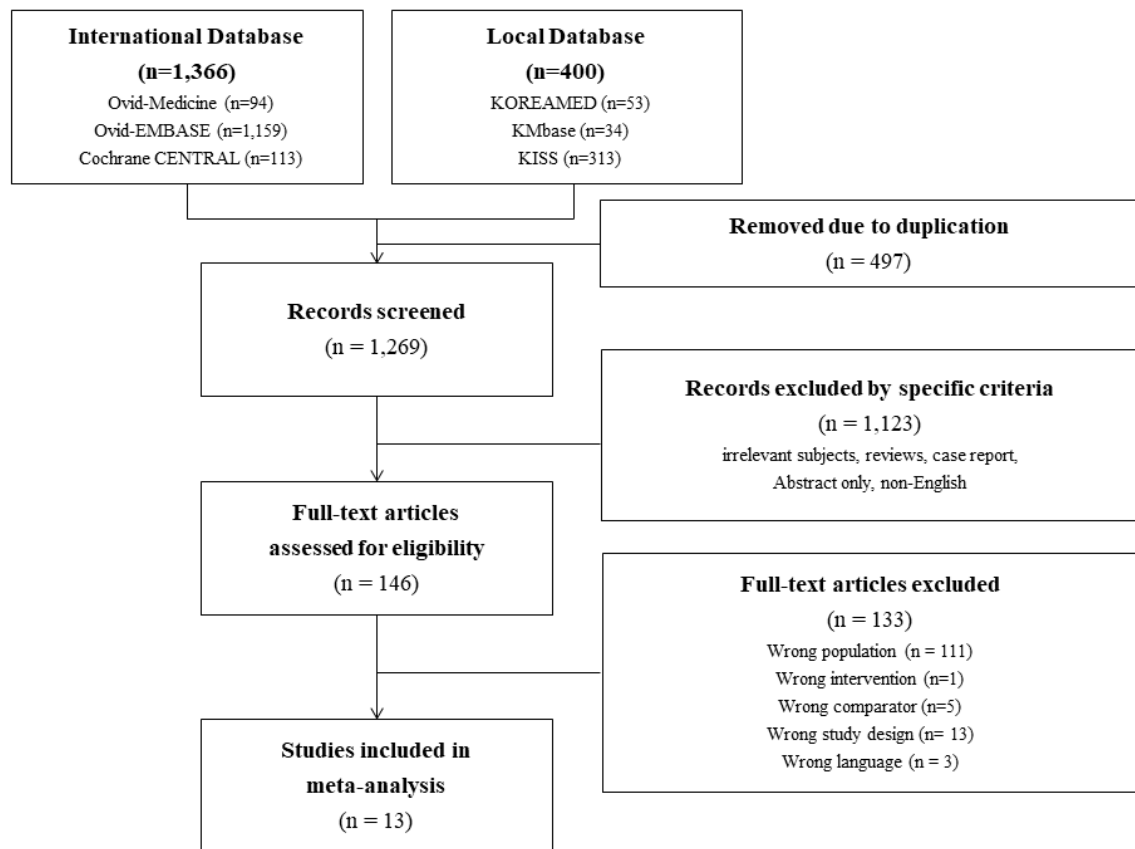 International Database
(n=1,366)
Ovid-Medicine (n=94)
Ovid-EMBASE (n=1,159)
Cochrane CENTRAL (n=113)
Local Database
(n=400)
KOREAMED (n=53)
KMbase (n=34)
KISS (n=313)
Removed due to duplication
(n = 497)
Records screened
(n = 1,269)
Records excluded by specific criteria
(n = 1,123)
irrelevant subjects, reviews, case report,
Abstract only, non-English
Full-text articles
assessed for eligibility
(n = 146)
Full-text articles excluded
(n = 133)
Wrong population (n = 111)
Wrong intervention (n=1)
Wrong comparator (n=5)
Wrong study design (n= 13)
Wrong language (n = 3)
Studies included in
meta-analysis
(n = 13)